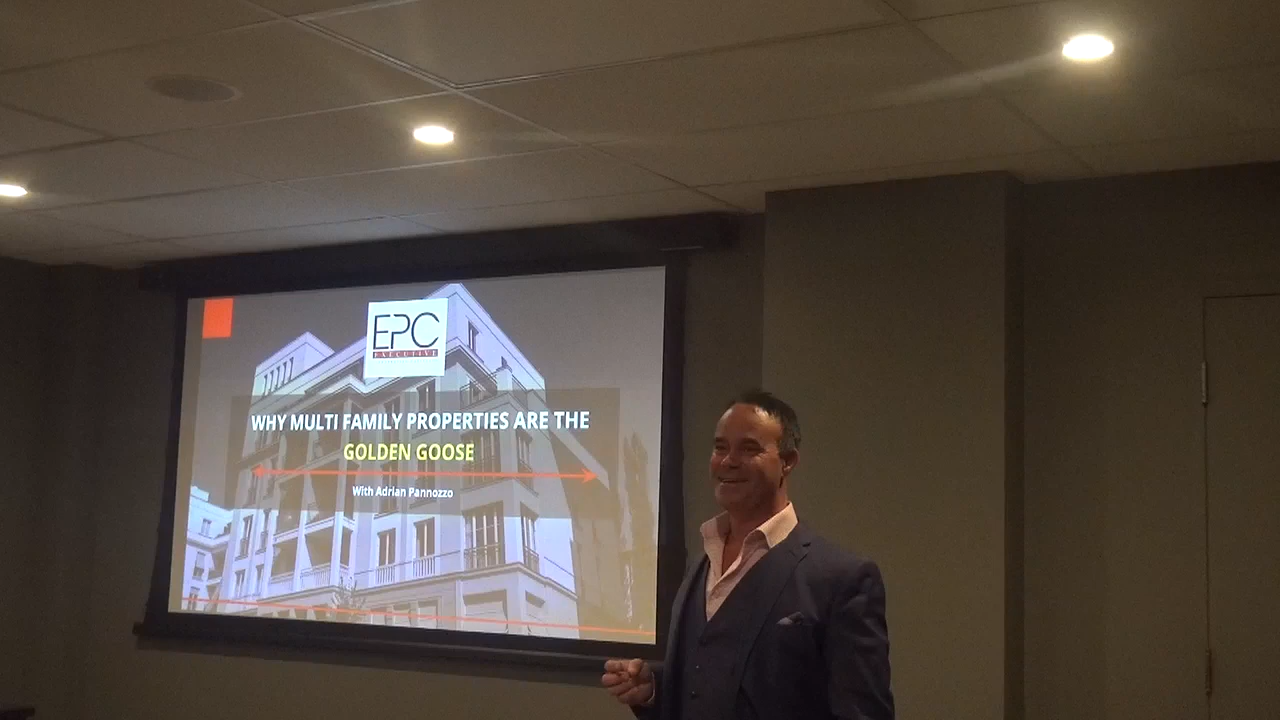 EPC
EXECUTIVE
WHY MULTI FAMILY PROPERTIES ARE THE
GOLDEN GOOSE
With Adrian Pannozzo